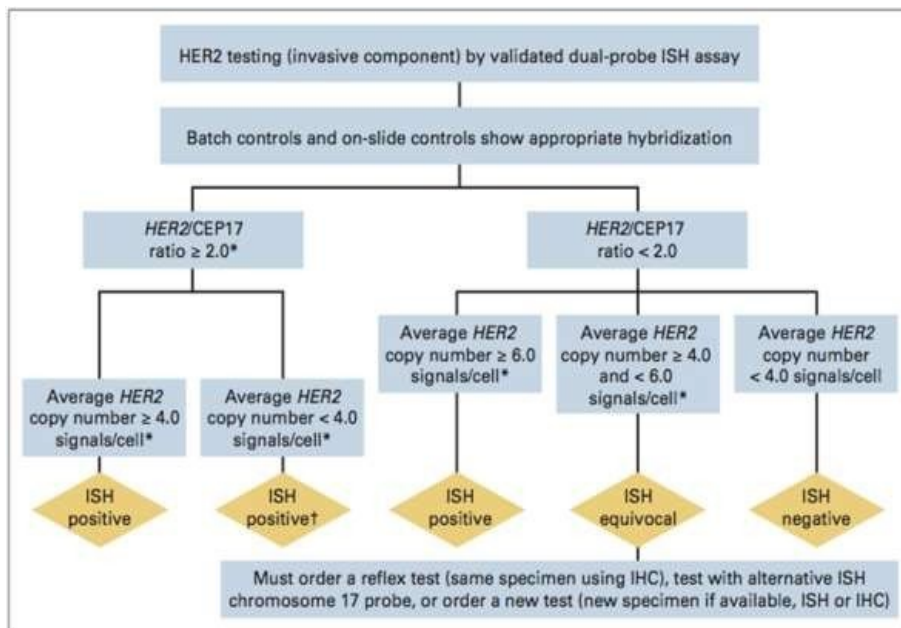 HER2 testing (invasive component) by validated dual-probe ISH assay
Batch controls and on-slide controls show appropriate hybridization
HER2/CEP17
ratio ≥ 2.0*
HER2/CEP17
ratio < 2.0
Average HER2
copy number ≥ 4.0
signals/cell*
Average HER2
copy number < 4.0
signals/cell*
Average HER2
copy number ≥ 6.0
signals/cell*
Average HER2
copy number ≥ 4.0
and < 6.0
signals/cell*
Average HER2
copy number
< 4.0 signals/cell
ISH
positive
ISH
positive†
ISH
positive
ISH
equivocal
ISH
negative
Must order a reflex test (same specimen using IHC), test with alternative ISH
chromosome 17 probe, or order a new test (new specimen if available, ISH or IHC)